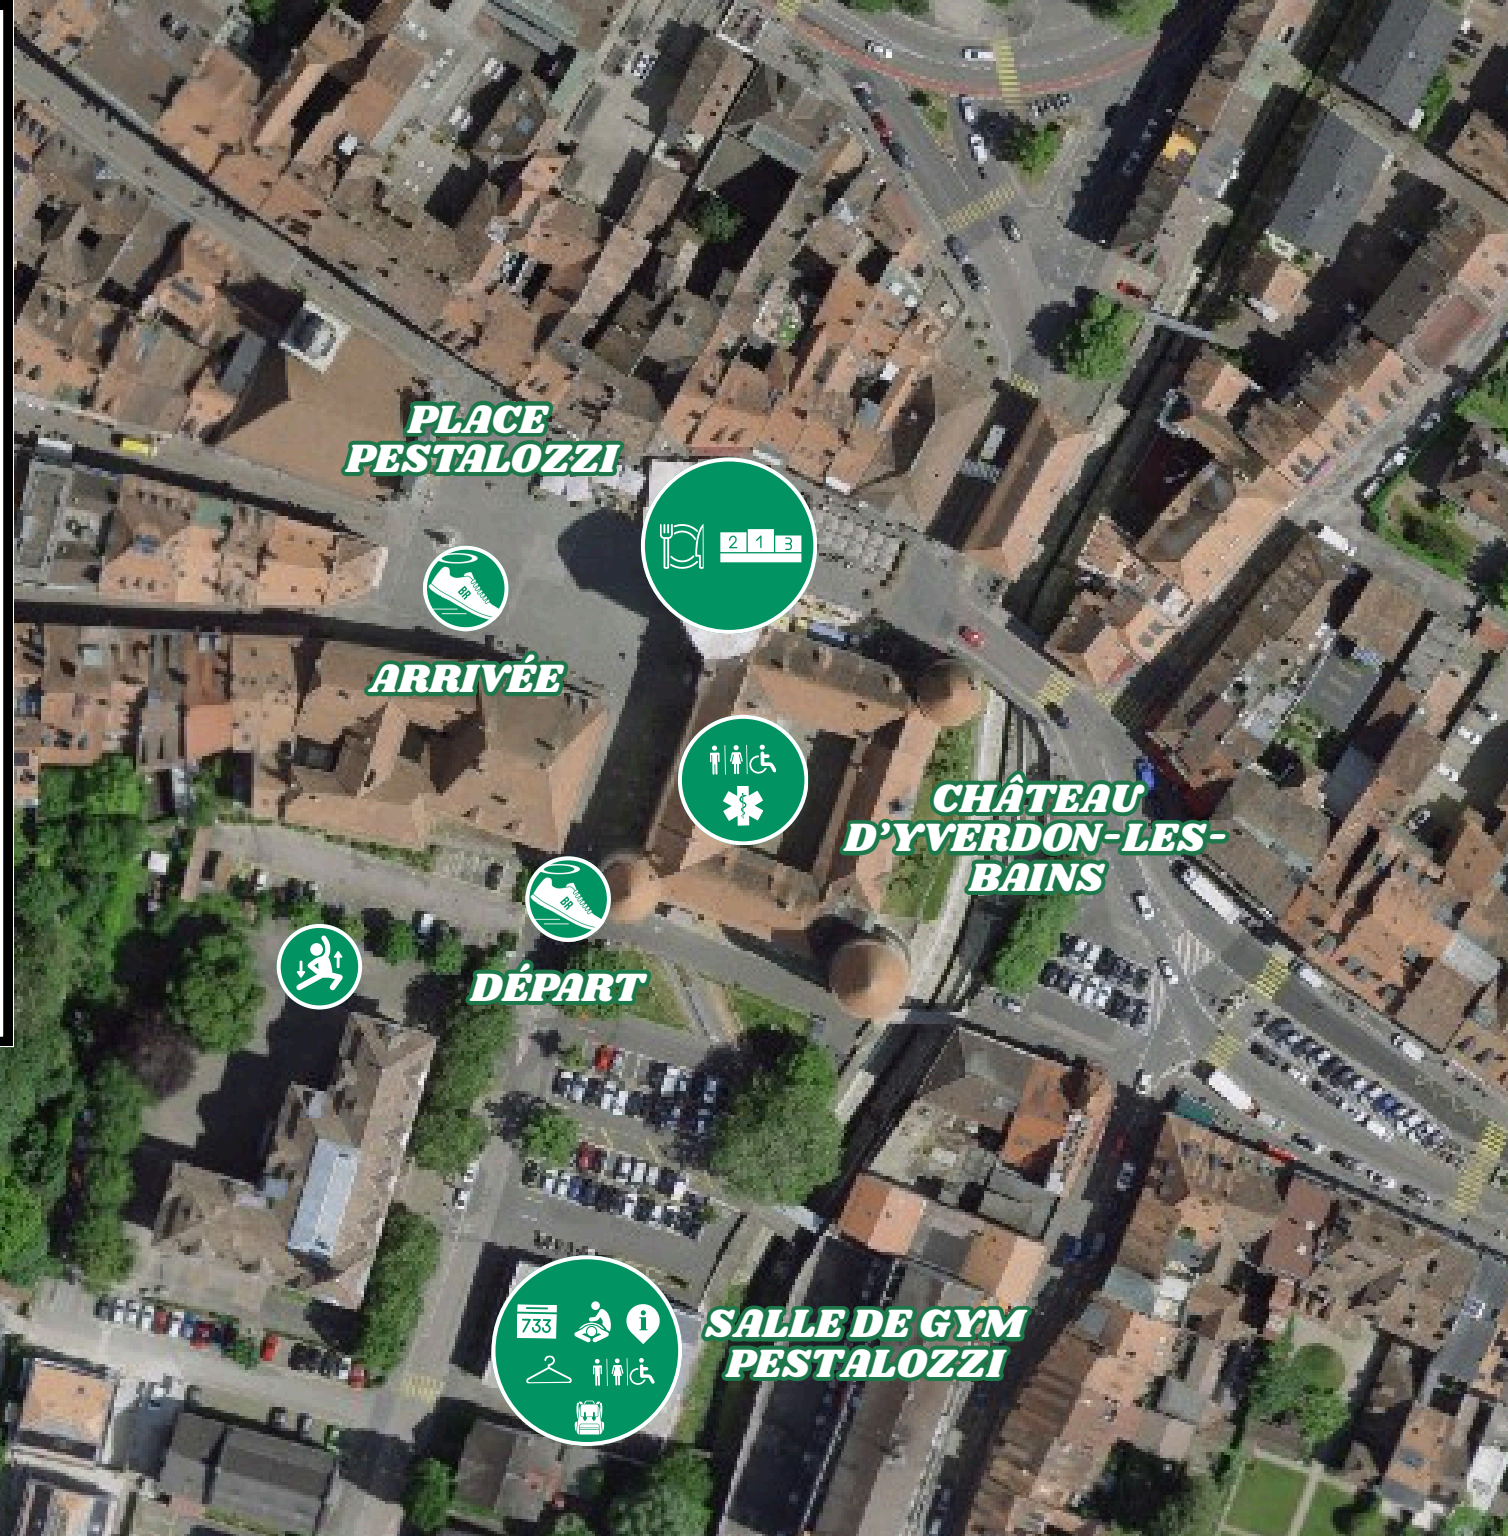 PLACE
PESTALOZZI
2 1 3
BR
ARRIVÉE
CHÂTEAU
D'YVERDON-LES-
BAINS
BR
DÉPART
733
i
SALLE DE GYM
PESTALOZZI